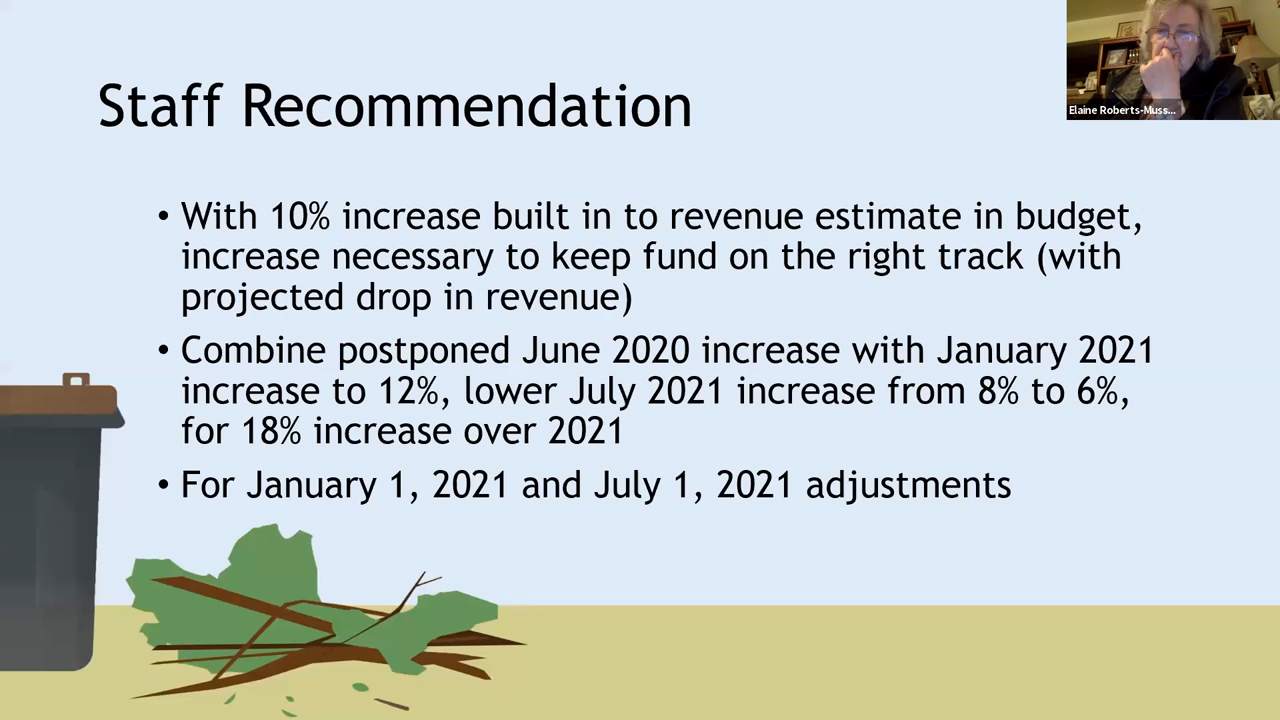 Staff Recommendation
Elaine Roberts-Muss...
• With 10% increase built in to revenue estimate in budget,
increase necessary to keep fund on the right track (with
projected drop in revenue)
• Combine postponed June 2020 increase with January 2021
increase to 12%, lower July 2021 increase from 8% to 6%,
for 18% increase over 2021
• For January 1, 2021 and July 1, 2021 adjustments